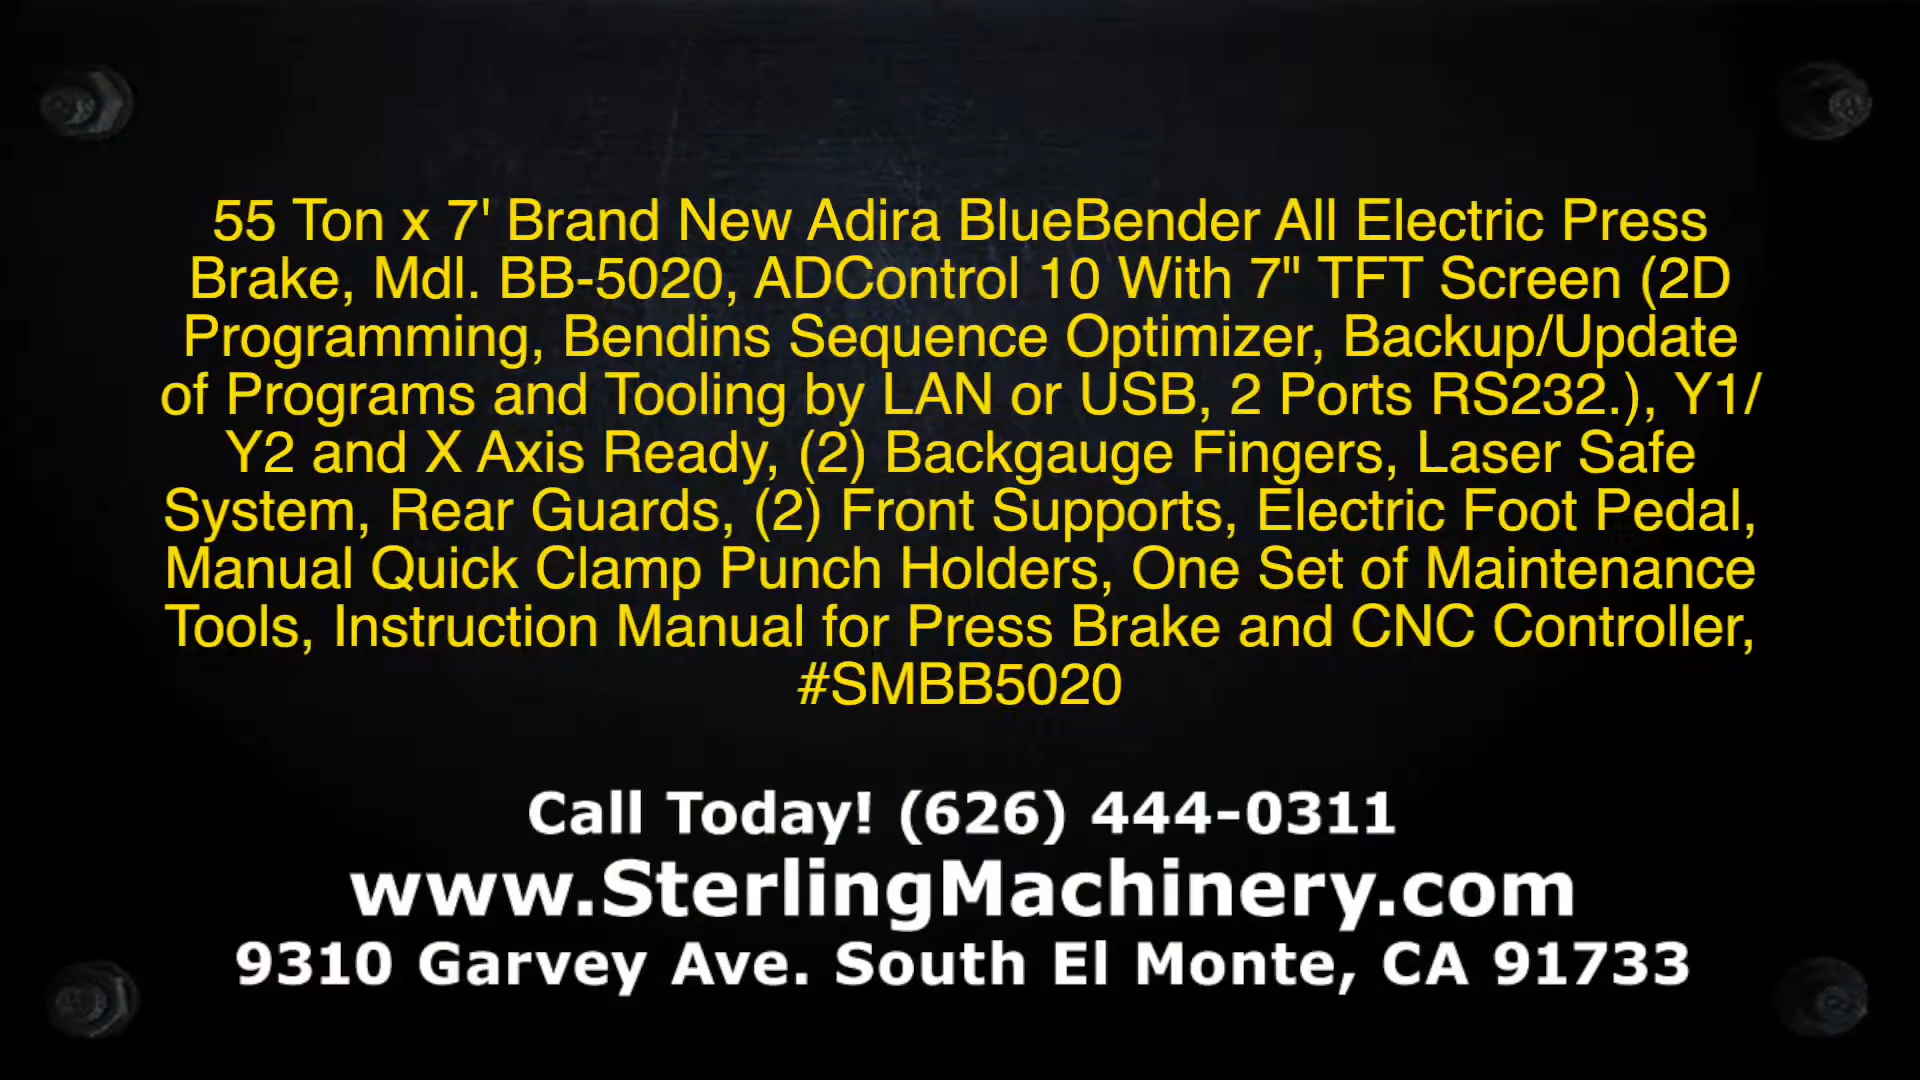 55 Ton x 7' Brand New Adira BlueBender All Electric Press
Brake, Mdl. BB-5020, ADControl 10 With 7" TFT Screen (2D
Programming, Bendins Sequence Optimizer, Backup/Update
of Programs and Tooling by LAN or USB, 2 Ports RS232.), Y1/
Y2 and X Axis Ready, (2) Backgauge Fingers, Laser Safe
System, Rear Guards, (2) Front Supports, Electric Foot Pedal,
Manual Quick Clamp Punch Holders, One Set of Maintenance
Tools, Instruction Manual for Press Brake and CNC Controller,
#SMBB5020
Call Today! (626) 444-0311
www.SterlingMachinery.com
9310 Garvey Ave. South El Monte, CA 91733